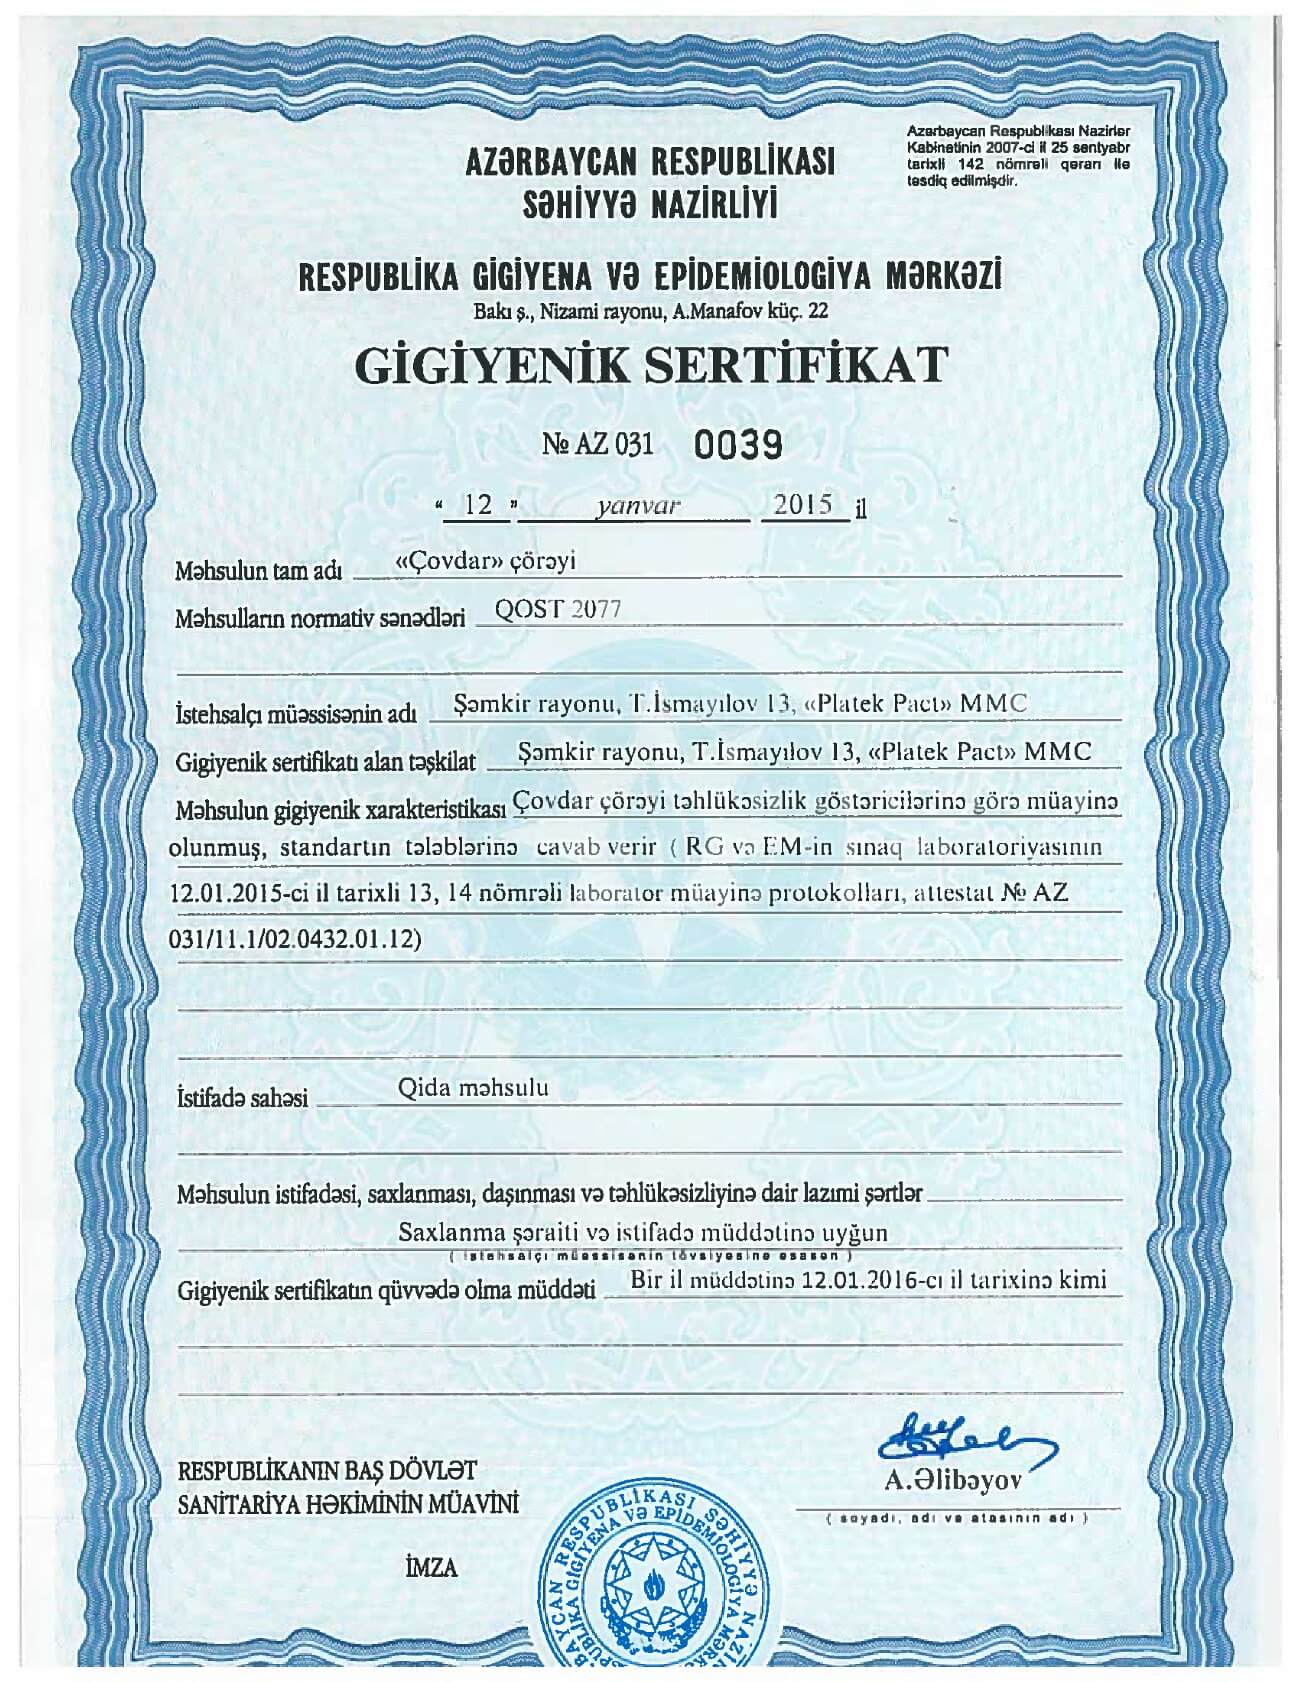 Azərbaycan Respublikası Nazirlər
Kabinetinin 2007-ci il 25 sentyabr
tarixli 142 nömrəli qərarı ilə
təsdiq edilmişdir.
AZƏRBAYCAN RESPUBLİKASI
SƏHİYYƏ NAZİRLİYİ
RESPUBLİKA GİGİYENA VƏ EPİDEMİOLOGİYA MƏRKƏZİ
Bakı ş., Nizami rayonu, A.Manafov küç. 22
GİGİYENİK SERTİFİKAT
№ AZ 031 0039
“ 12 ” yanvar 2015 il
Məhsulun tam adı «Çovdar» çörəyi
Məhsulların normativ sənədləri QOST 2077
İstehsalçı müəssisənin adı Şəmkir rayonu, T.İsmayılov 13, «Platek Pact» MMC
Gigiyenik sertifikatı alan təşkilat Şəmkir rayonu, T.İsmayılov 13, «Platek Pact» MMC
Məhsulun gigiyenik xarakteristikası Çovdar çörəyi təhlükəsizlik göstəricilərinə görə müayinə
olunmuş, standartın tələblərinə cavab verir ( RG və EM-in sınaq laboratoriyasının
12.01.2015-ci il tarixli 13, 14 nömrəli laborator müayinə protokolları, attestat № AZ
031/11.1/02.0432.01.12)
İstifadə sahəsi Qida məhsulu
Məhsulun istifadəsi, saxlanması, daşınması və təhlükəsizliyinə dair lazımi şərtlər
Saxlanma şəraiti və istifadə müddətinə uyğun
( istehsalçı müəssisənin tövsiyəsinə əsasən )
Gigiyenik sertifikatın qüvvədə olma müddəti Bir il müddətinə 12.01.2016-cı il tarixinə kimi
RESPUBLİKANIN BAŞ DÖVLƏT
SANİTARİYA HƏKİMİNİN MÜAVİNİ
A.Əlibəyov
( soyadı, adı və atasının adı )
İMZA
RESPUBLİKASI SƏHİYYƏ
GİGİYENA VƏ EPİDEMİOLOGİYA